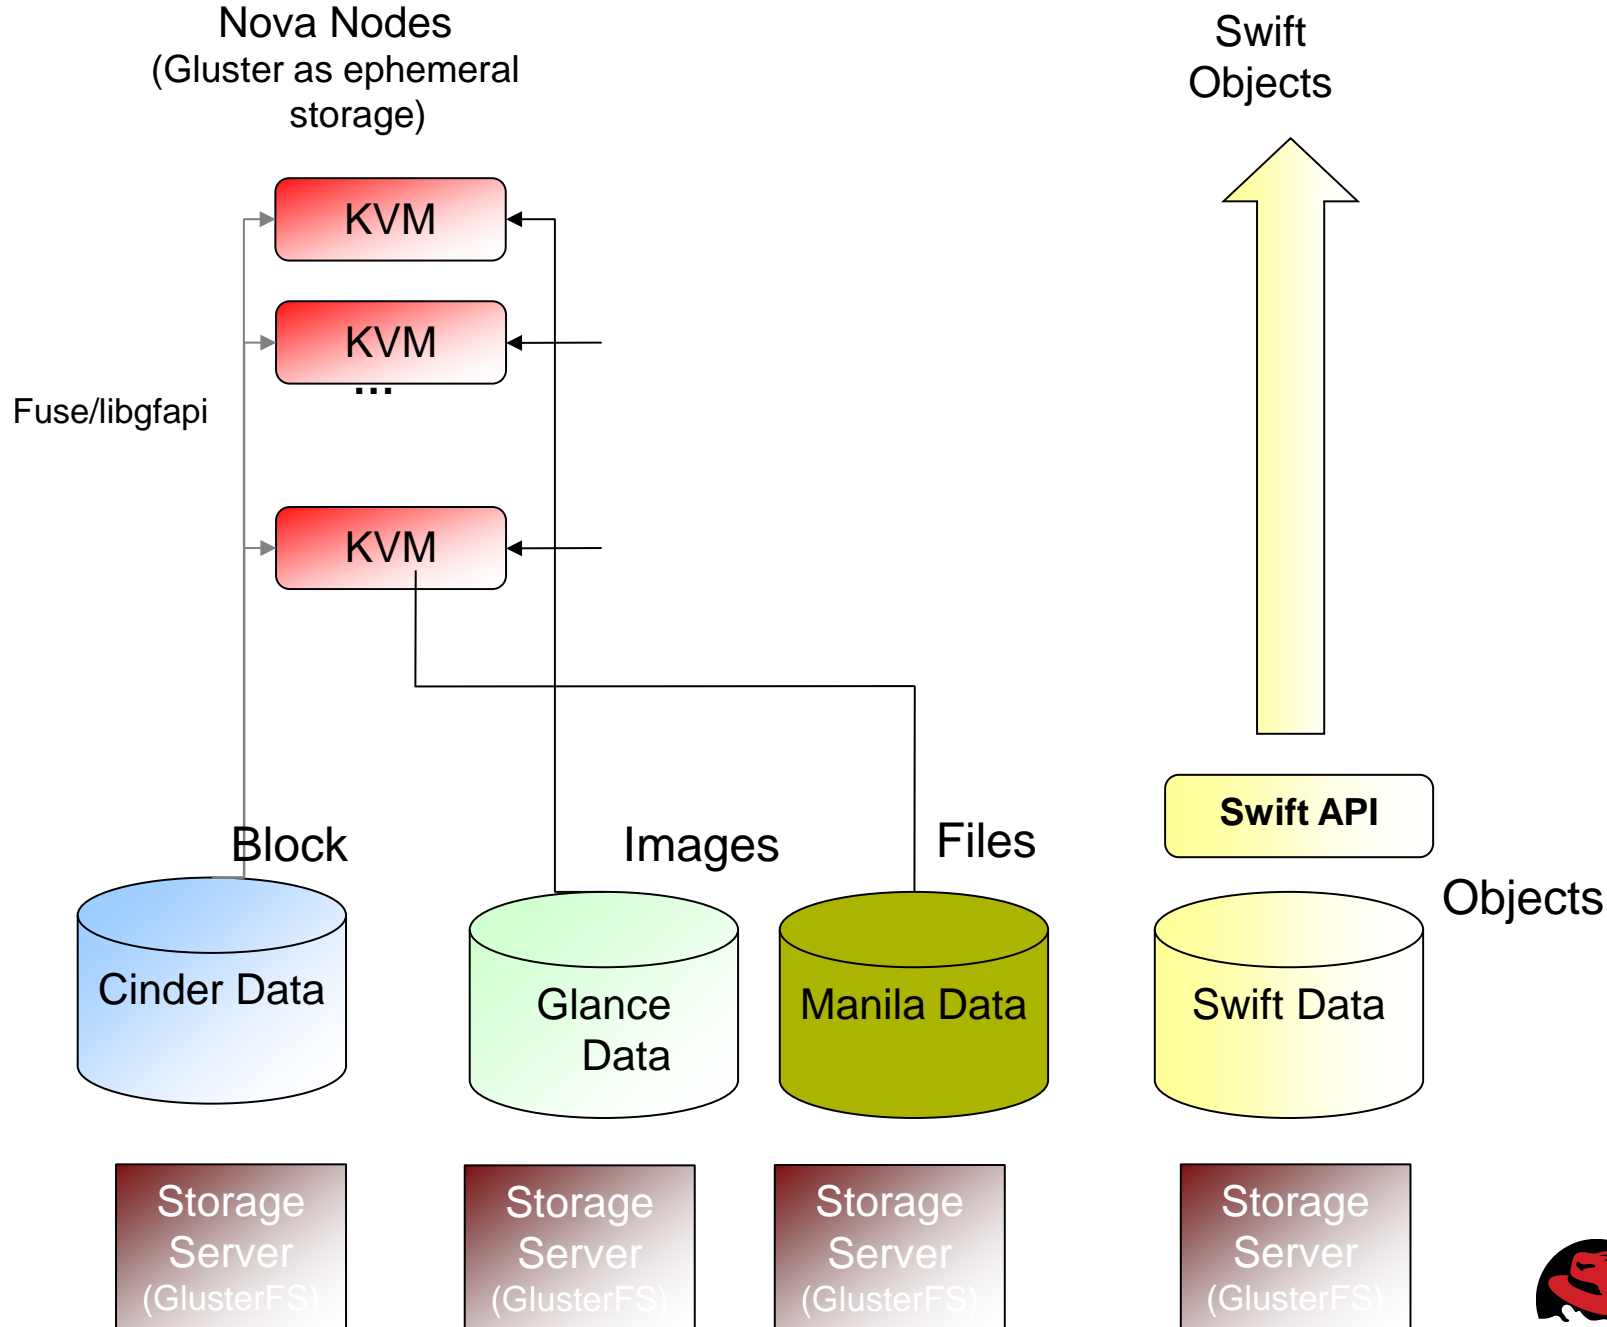 Nova Nodes
(Gluster as ephemeral
storage)
Swift
Objects
KVM
KVM
...
Fuse/libgfapi
KVM
Block
Images
Files
Swift API
Objects
Cinder Data
Glance
Data
Manila Data
Swift Data
Storage
Server
(GlusterFS)
Storage
Server
(GlusterFS)
Storage
Server
(GlusterFS)
Storage
Server
(GlusterFS)